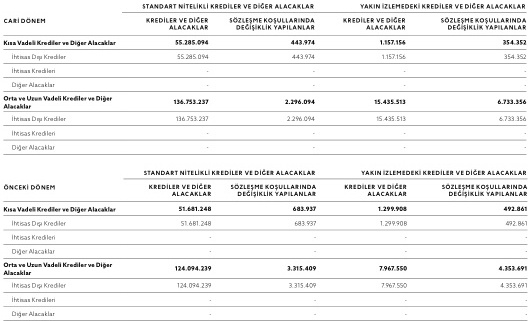 STANDART NİTELİKLİ KREDİLER VE DİĞER ALACAKLAR YAKIN İZLEMEDEKİ KREDİLER VE DİĞER ALACAKLAR
CARİ DÖNEM KREDİLER VE DİĞER ALACAKLAR SÖZLEŞME KOŞULLARINDA DEĞİŞİKLİK YAPILANLAR KREDİLER VE DİĞER ALACAKLAR SÖZLEŞME KOŞULLARINDA DEĞİŞİKLİK YAPILANLAR
Kısa Vadeli Krediler ve Diğer Alacaklar 55.285.094 443.974 1.157.156 354.352
İhtisas Dışı Krediler 55.285.094 443.974 1.157.156 354.352
İhtisas Kredileri - - - -
Diğer Alacaklar - - - -
Orta ve Uzun Vadeli Krediler ve Diğer Alacaklar 136.753.237 2.296.094 15.435.513 6.733.356
İhtisas Dışı Krediler 136.753.237 2.296.094 15.435.513 6.733.356
İhtisas Kredileri - - - -
Diğer Alacaklar - - - -
STANDART NİTELİKLİ KREDİLER VE DİĞER ALACAKLAR YAKIN İZLEMEDEKİ KREDİLER VE DİĞER ALACAKLAR
ÖNCEKİ DÖNEM KREDİLER VE DİĞER ALACAKLAR SÖZLEŞME KOŞULLARINDA DEĞİŞİKLİK YAPILANLAR KREDİLER VE DİĞER ALACAKLAR SÖZLEŞME KOŞULLARINDA DEĞİŞİKLİK YAPILANLAR
Kısa Vadeli Krediler ve Diğer Alacaklar 51.681.248 683.937 1.299.908 492.861
İhtisas Dışı Krediler 51.681.248 683.937 1.299.908 492.861
İhtisas Kredileri - - - -
Diğer Alacaklar - - - -
Orta ve Uzun Vadeli Krediler ve Diğer Alacaklar 124.094.239 3.315.409 7.967.550 4.353.691
İhtisas Dışı Krediler 124.094.239 3.315.409 7.967.550 4.353.691
İhtisas Kredileri - - - -
Diğer Alacaklar - - - -